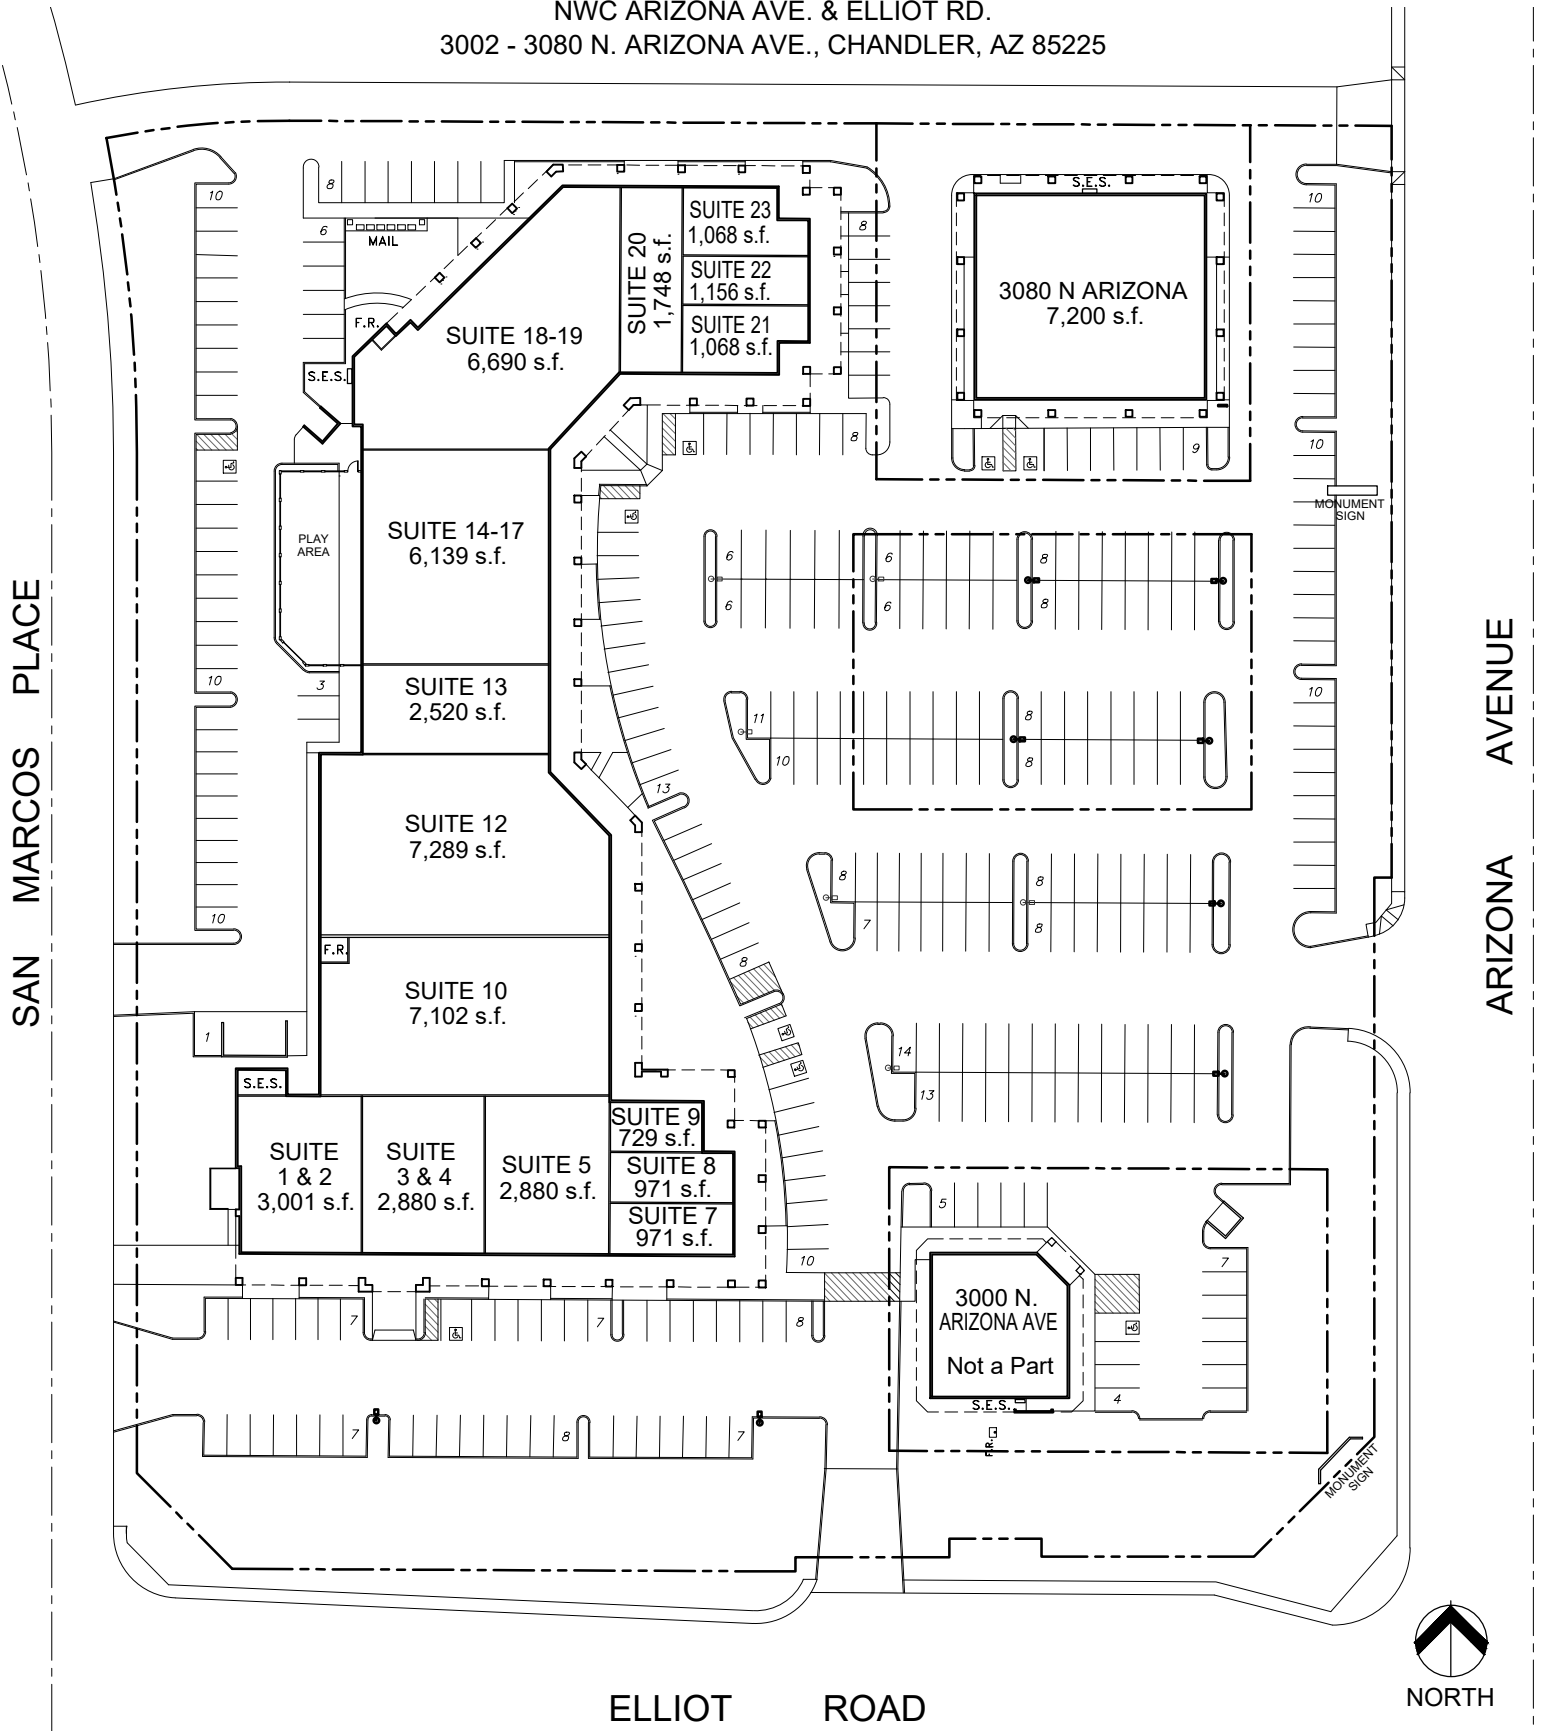 NWC ARIZONA AVE. & ELLIOT RD.
3002 - 3080 N. ARIZONA AVE., CHANDLER, AZ 85225
10
8
6
MAIL
F.R.
S.E.S.
SUITE 18-19
6,690 s.f.
SUITE 20
1,748 s.f.
SUITE 23
1,068 s.f.
SUITE 22
1,156 s.f.
SUITE 21
1,068 s.f.
8
8
S.E.S.
3080 N ARIZONA
7,200 s.f.
9
10
10
MONUMENT
SIGN
10
PLAY
AREA
SUITE 14-17
6,139 s.f.
6
6
6
6
8
8
10
3
SUITE 13
2,520 s.f.
11
10
8
8
13
SUITE 12
7,289 s.f.
8
7
8
8
10
F.R.
SUITE 10
7,102 s.f.
8
1
14
13
S.E.S.
SUITE
1 & 2
3,001 s.f.
SUITE
3 & 4
2,880 s.f.
SUITE 5
2,880 s.f.
SUITE 9
729 s.f.
SUITE 8
971 s.f.
SUITE 7
971 s.f.
10
5
7
3000 N.
ARIZONA AVE
Not a Part
S.E.S.
F.R.
4
7
7
8
7
8
7
MONUMENT
SIGN
SAN MARCOS PLACE
ARIZONA AVENUE
ELLIOT ROAD
NORTH